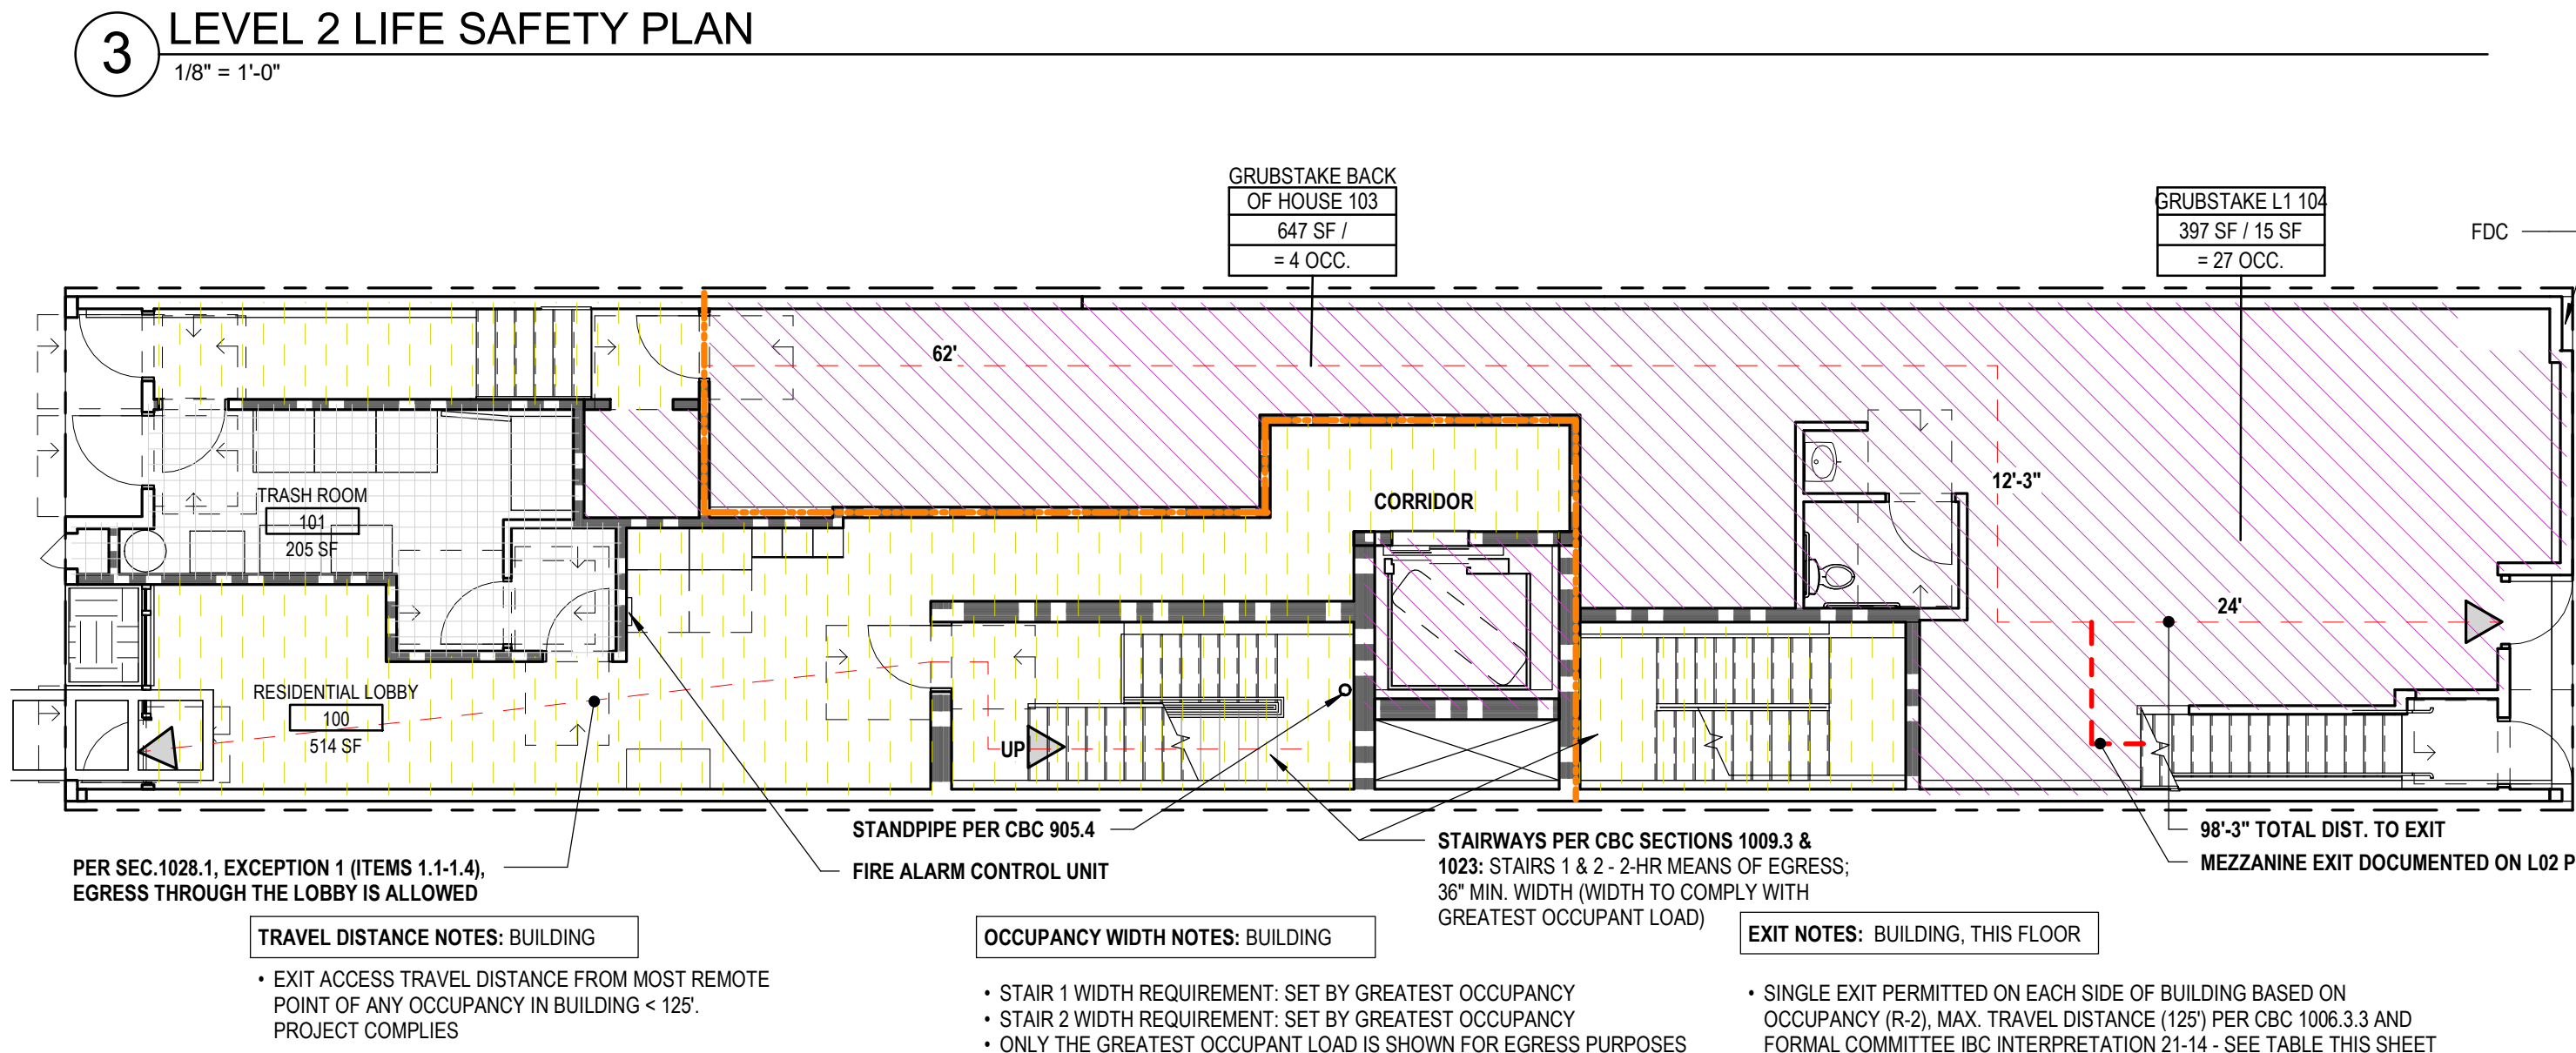 3 LEVEL 2 LIFE SAFETY PLAN
1/8" = 1'-0"
GRUBSTAKE BACK
OF HOUSE 103
647 SF /
= 4 OCC.
GRUBSTAKE L1 104
397 SF / 15 SF
= 27 OCC.
FDC
62'
CORRIDOR
12'-3"
TRASH ROOM
101
205 SF
24'
RESIDENTIAL LOBBY
100
514 SF
UP
STANDPIPE PER CBC 905.4
FIRE ALARM CONTROL UNIT
PER SEC.1028.1, EXCEPTION 1 (ITEMS 1.1-1.4),
EGRESS THROUGH THE LOBBY IS ALLOWED
STAIRWAYS PER CBC SECTIONS 1009.3 &
1023: STAIRS 1 & 2 - 2-HR MEANS OF EGRESS;
36" MIN. WIDTH (WIDTH TO COMPLY WITH
GREATEST OCCUPANT LOAD)
98'-3" TOTAL DIST. TO EXIT
MEZZANINE EXIT DOCUMENTED ON L02 P
TRAVEL DISTANCE NOTES: BUILDING
• EXIT ACCESS TRAVEL DISTANCE FROM MOST REMOTE
POINT OF ANY OCCUPANCY IN BUILDING < 125'.
PROJECT COMPLIES
OCCUPANCY WIDTH NOTES: BUILDING
• STAIR 1 WIDTH REQUIREMENT: SET BY GREATEST OCCUPANCY
• STAIR 2 WIDTH REQUIREMENT: SET BY GREATEST OCCUPANCY
• ONLY THE GREATEST OCCUPANT LOAD IS SHOWN FOR EGRESS PURPOSES
EXIT NOTES: BUILDING, THIS FLOOR
• SINGLE EXIT PERMITTED ON EACH SIDE OF BUILDING BASED ON
OCCUPANCY (R-2), MAX. TRAVEL DISTANCE (125') PER CBC 1006.3.3 AND
FORMAL COMMITTEE IBC INTERPRETATION 21-14 - SEE TABLE THIS SHEET